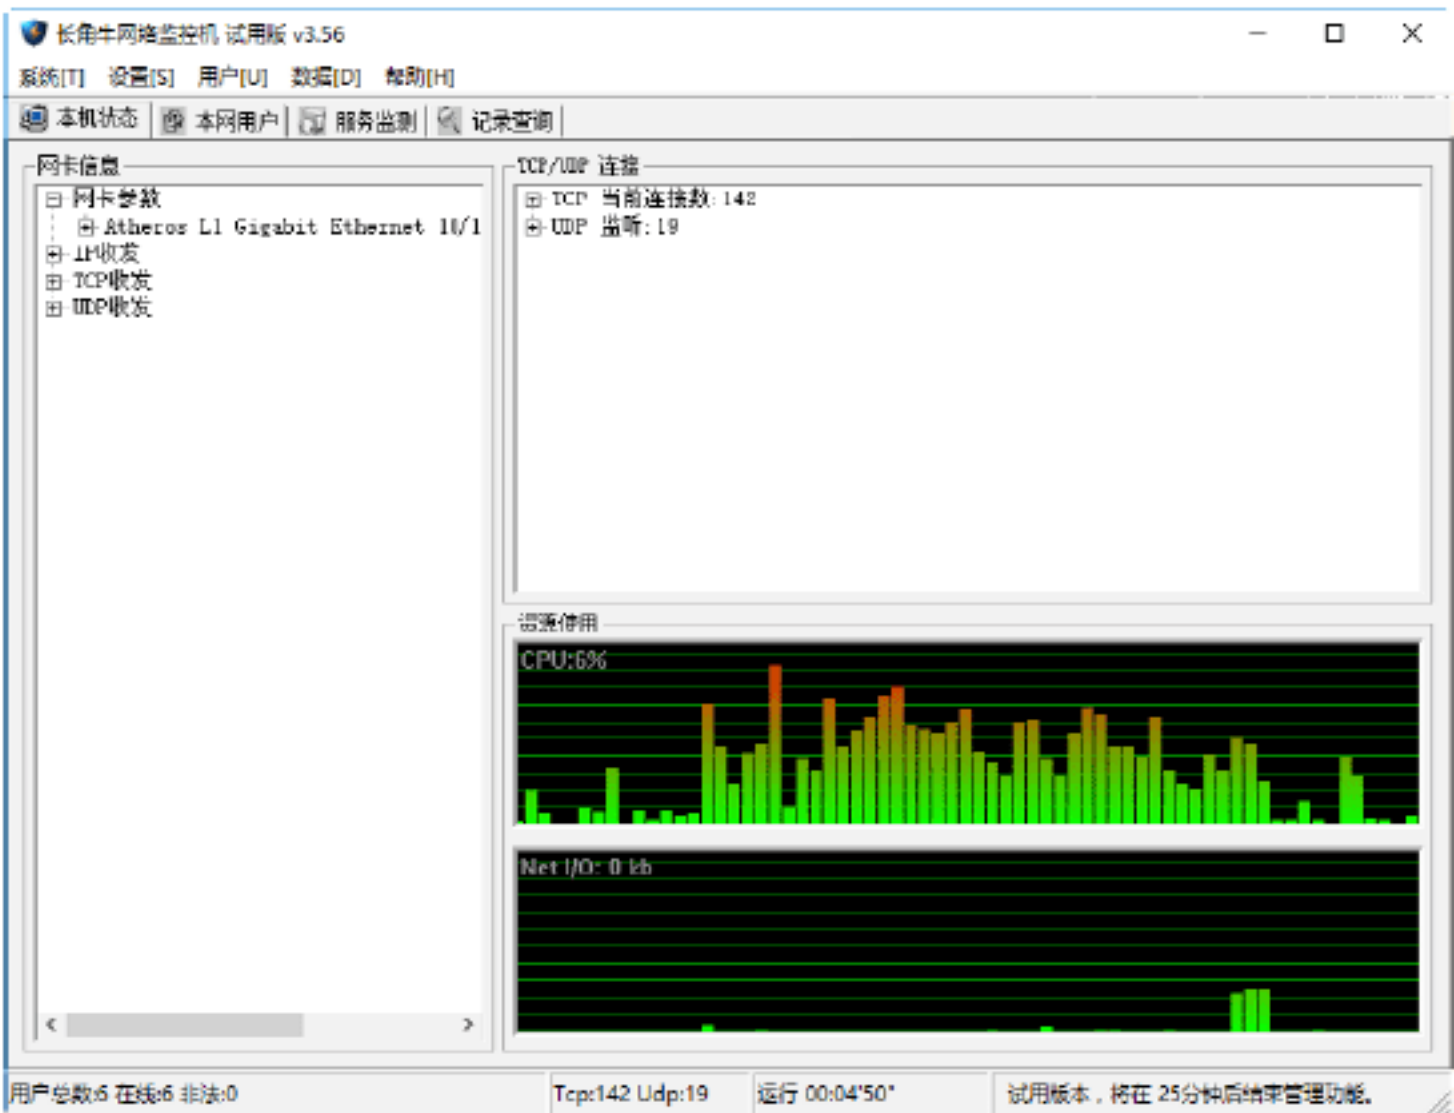 长角牛网络监控机 试用版 v3.56
系统[T] 设置[S] 用户[U] 数据[D] 帮助[H]
本机状态 本网用户 服务监测 记录查询
网卡信息
网卡参数
Atheros L1 Gigabit Ethernet 10/1
IP收发
TCP收发
UDP收发
TCP/UDP 连接
TCP 当前连接数:142
UDP 监听:19
资源使用
CPU:6%
Net I/O: 0 kb
用户总数:6 在线:6 非法:0
Tcp:142 Udp:19
运行 00:04'50"
试用版本，将在 25分钟后结束管理功能。